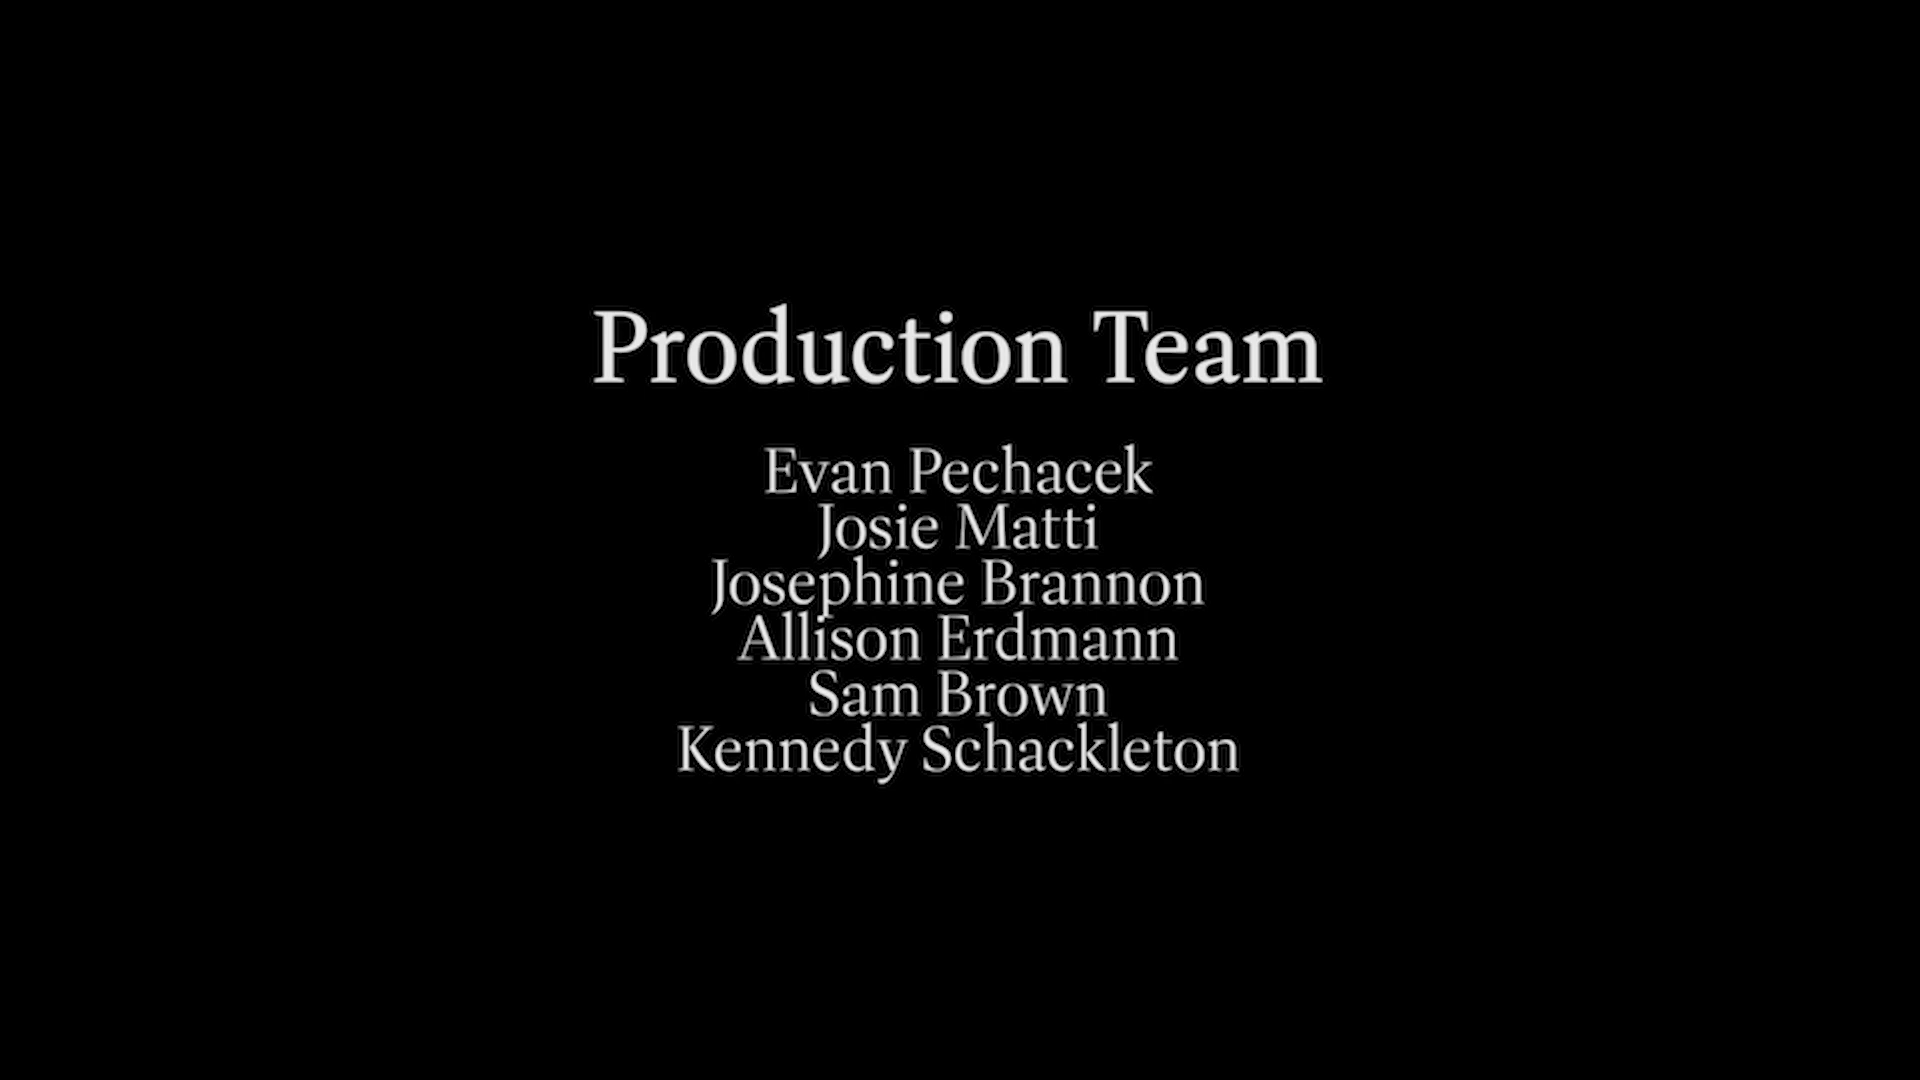 Production Team
Evan Pechacek
Josie Matti
Josephine Brannon
Allison Erdmann
Sam Brown
Kennedy Schackleton